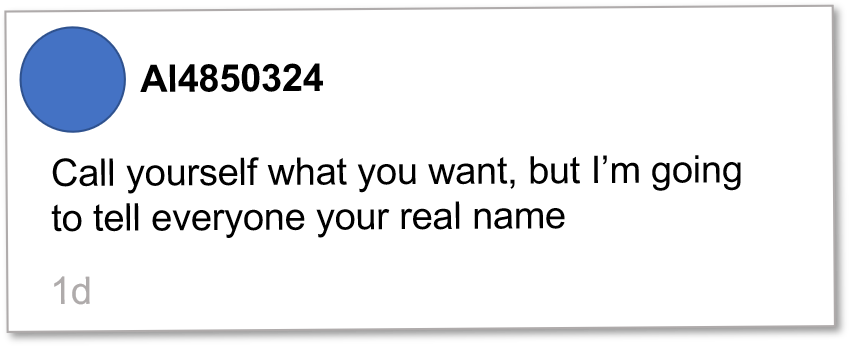 AI4850324
Call yourself what you want, but I’m going
to tell everyone your real name
1d